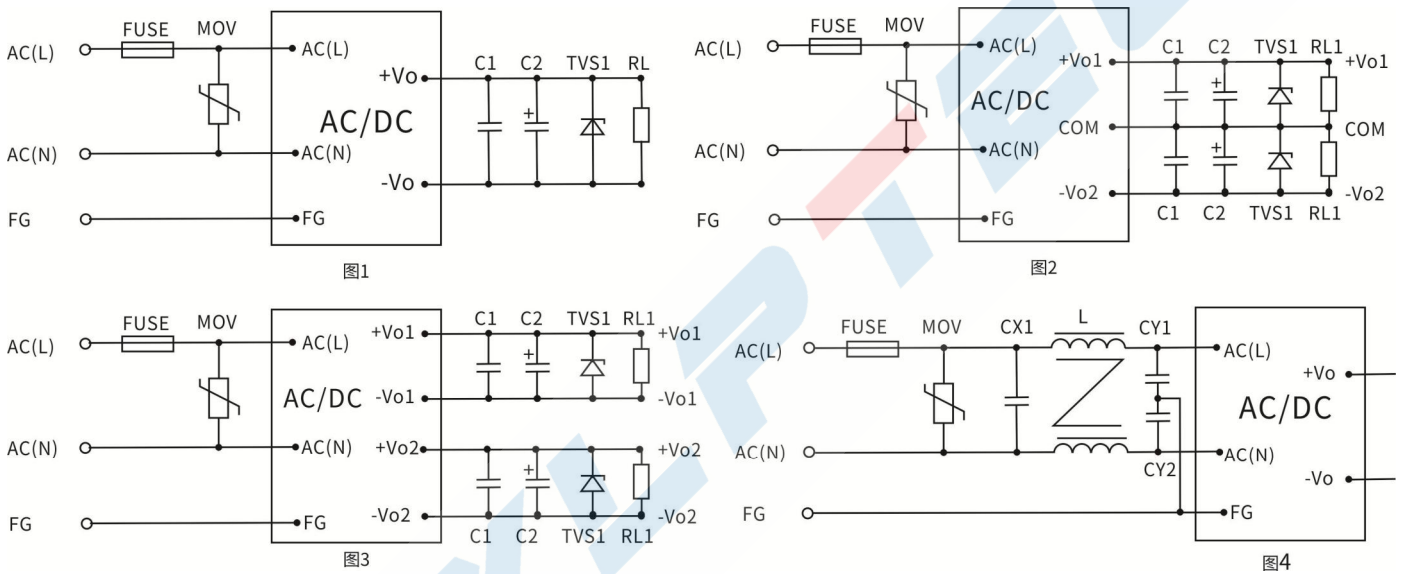 FUSE MOV
AC(L) AC(L)
+Vo C1 C2 TVS1 RL
AC/DC
+
AC(N) AC(N)
-Vo
FG FG
图1
FUSE MOV
AC(L) AC(L)
+Vo1 C1 C2 TVS1 RL1 +Vo1
AC/DC
+
COM COM
AC(N) AC(N)
+
-Vo2 -Vo2
C1 C2 TVS1 RL1
FG FG
图2
FUSE MOV
AC(L) AC(L)
+Vo1 C1 C2 TVS1 RL1 +Vo1
+
AC/DC -Vo1 -Vo1
AC(N) AC(N)
+Vo2 +Vo2
+
-Vo2 -Vo2
C1 C2 TVS1 RL1
FG FG
图3
FUSE MOV CX1 L CY1
AC(L) AC(L)
+Vo
AC/DC
AC(N) AC(N)
CY2
-Vo
FG FG
图4